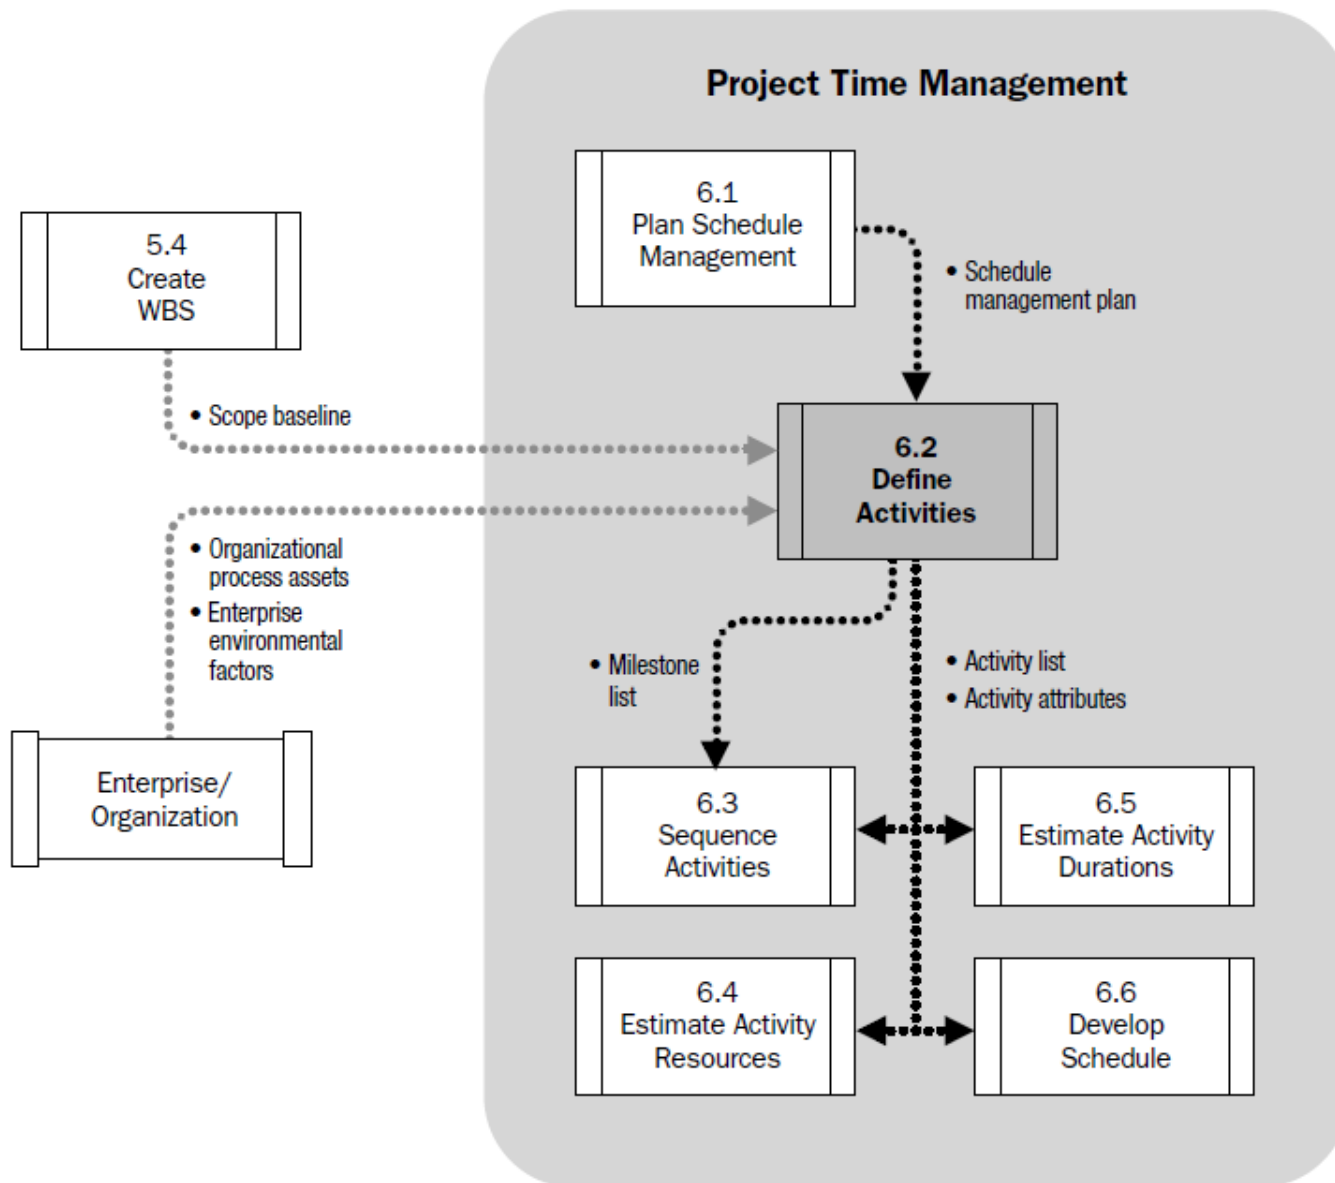 Project Time Management
6.1
Plan Schedule
Management
5.4
Create
WBS
• Schedule
management plan
• Scope baseline
6.2
Define
Activities
• Organizational
process assets
• Enterprise
environmental
factors
• Milestone
list
• Activity list
• Activity attributes
Enterprise/
Organization
6.3
Sequence
Activities
6.5
Estimate Activity
Durations
6.4
Estimate Activity
Resources
6.6
Develop
Schedule